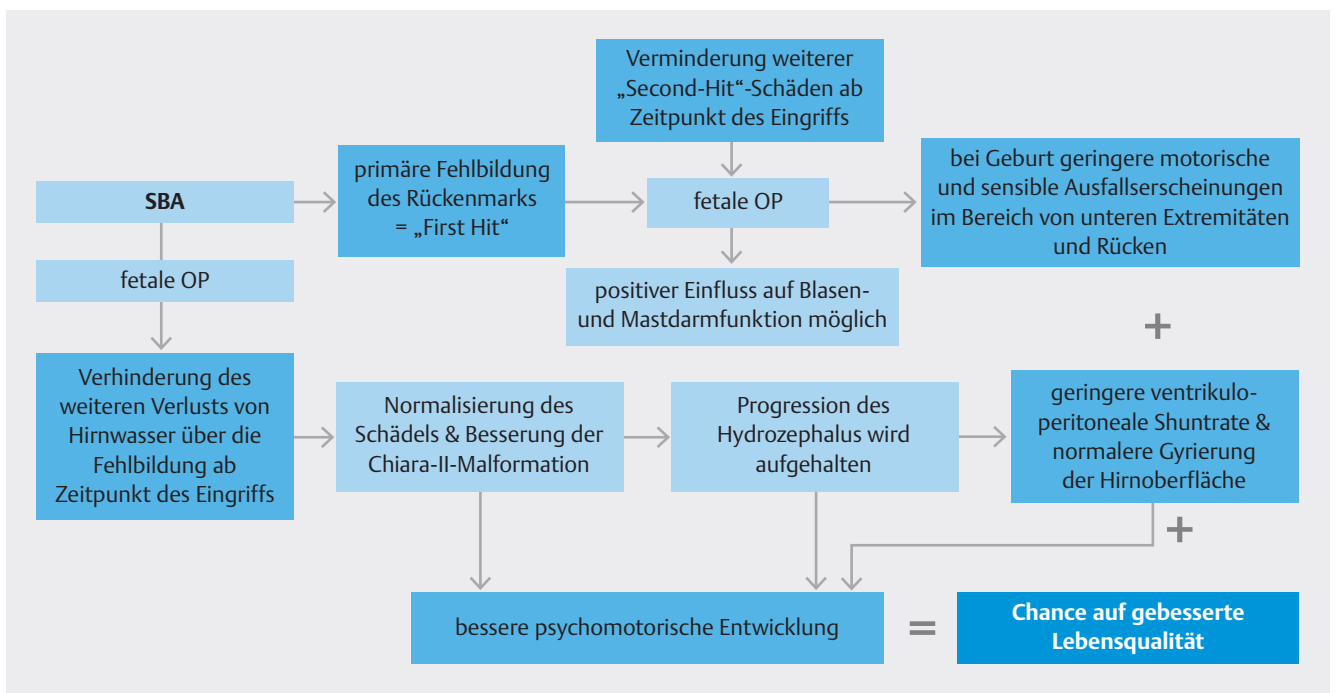 Verminderung weiterer
„Second-Hit“-Schäden ab
Zeitpunkt des Eingriffs
SBA
primäre Fehlbildung
des Rückenmarks
= „First Hit“
fetale OP
bei Geburt geringere motorische
und sensible Ausfallserscheinungen
im Bereich von unteren Extremitäten
und Rücken
fetale OP
positiver Einfluss auf Blasen-
und Mastdarmfunktion möglich
+
Verhinderung des
weiteren Verlusts von
Hirnwasser über die
Fehlbildung ab
Zeitpunkt des Eingriffs
Normalisierung des
Schädels & Besserung der
Chiara-II-Malformation
Progression des
Hydrozephalus wird
aufgehalten
geringere ventrikulo-
peritoneale Shuntrate &
normalere Gyrierung
der Hirnoberfläche
+
bessere psychomotorische Entwicklung
=
Chance auf gebesserte
Lebensqualität